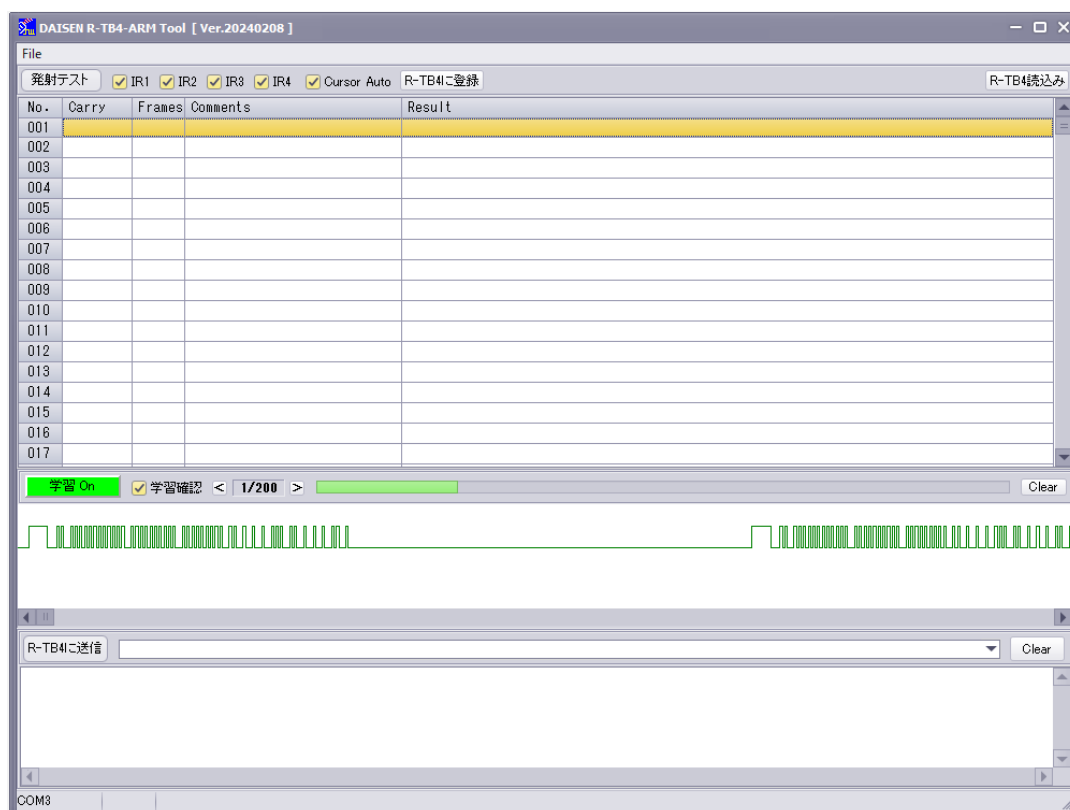 DAISEN R-TB4-ARM Tool [ Ver.20240208 ]
File
発射テスト IR1 IR2 IR3 IR4 Cursor Auto R-TB4に登録 R-TB4読込み
No. Carry Frames Comments Result
001
002
003
004
005
006
007
008
009
010
011
012
013
014
015
016
017
学習 On 学習確認 < 1/200 > Clear
R-TB4に送信 Clear
COM3